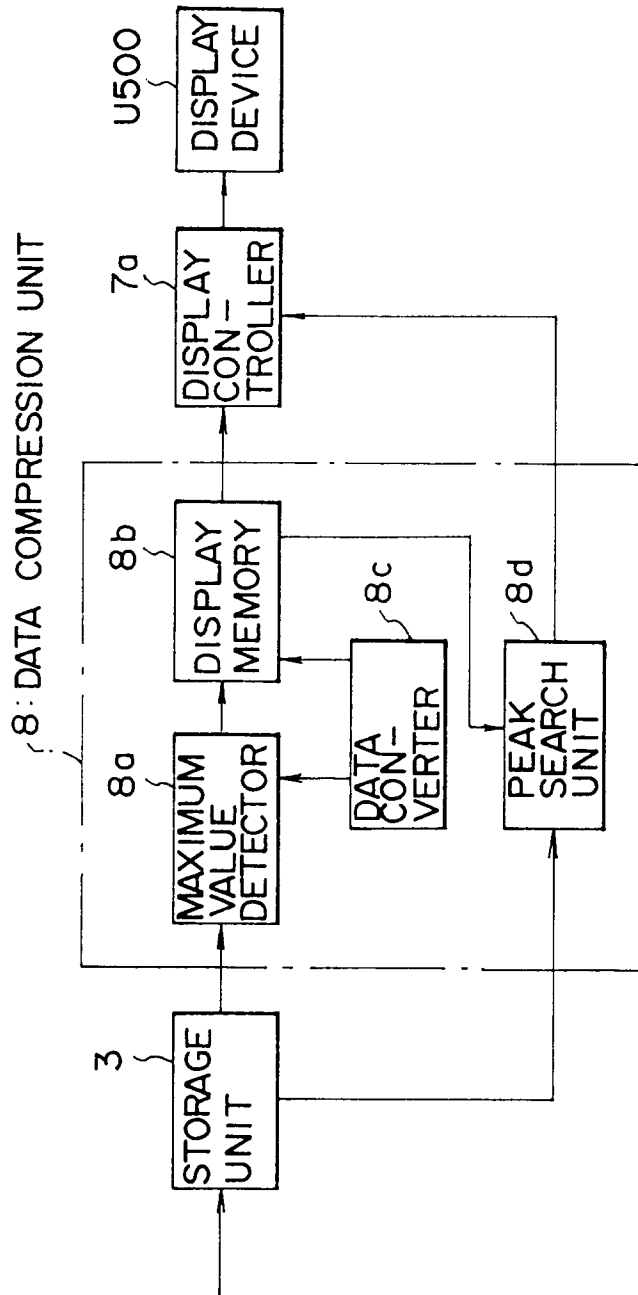 8: DATA COMPRESSION UNIT
3
STORAGE
UNIT
8a
MAXIMUM
VALUE
DETECTOR
8b
DISPLAY
MEMORY
7a
DISPLAY
CON–
TROLLER
U500
DISPLAY
DEVICE
8c
DATA
CON–
VERTER
8d
PEAK
SEARCH
UNIT